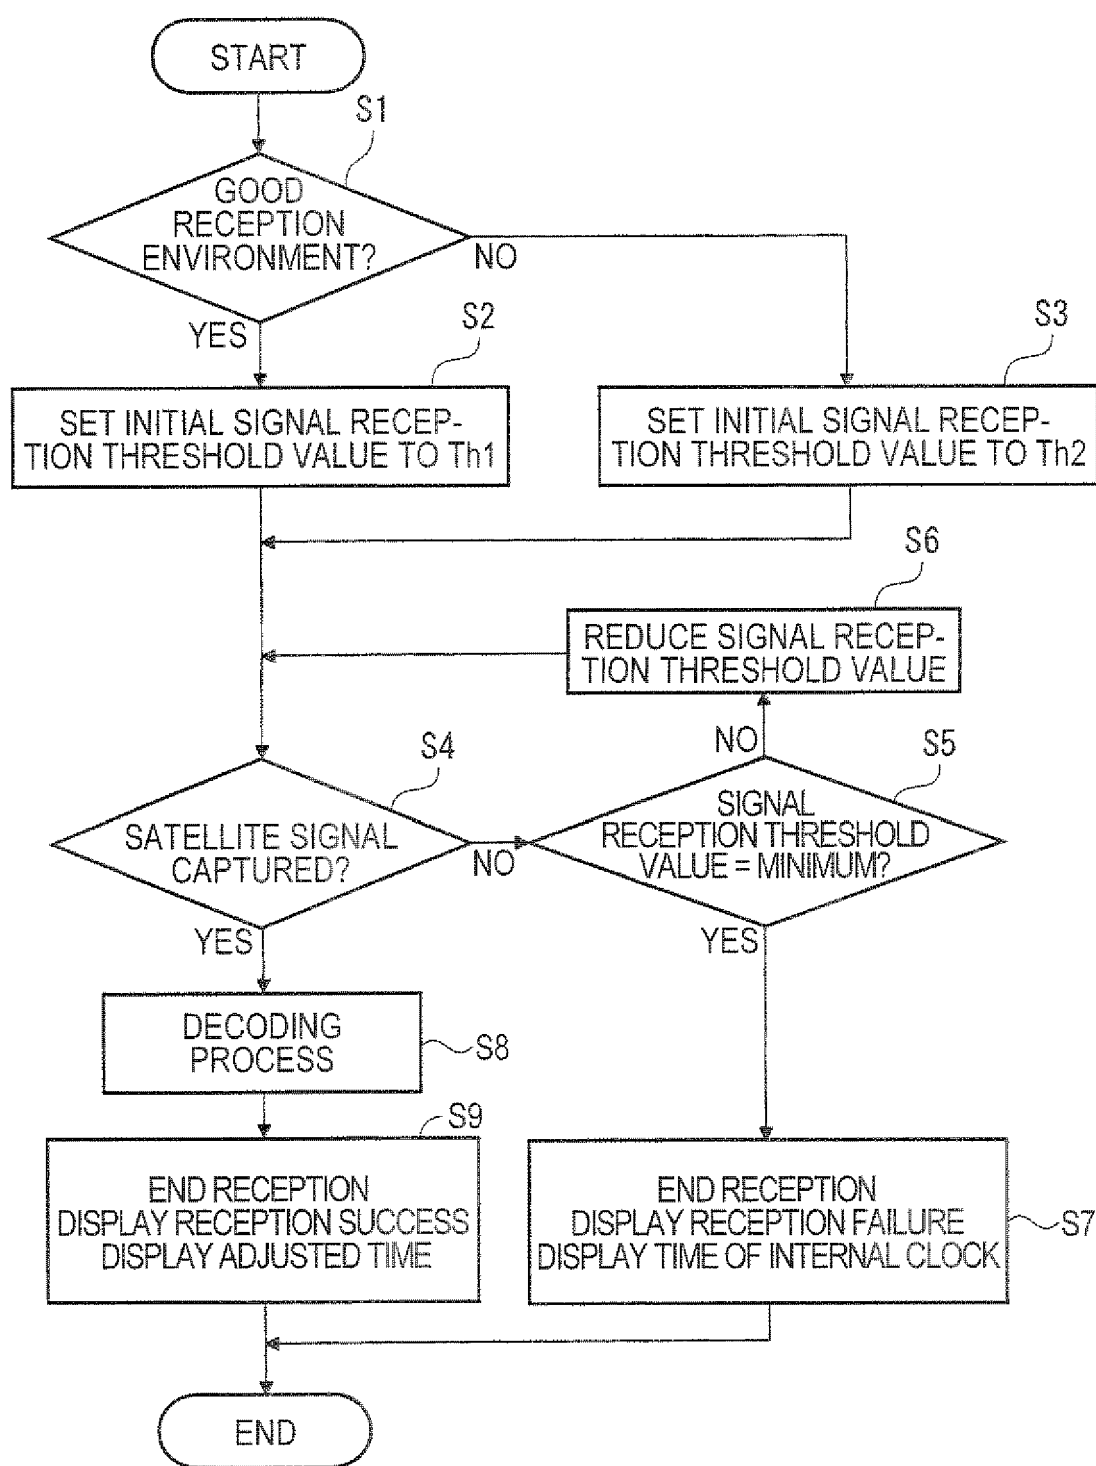 START
S1
GOOD
RECEPTION
ENVIRONMENT?
NO
YES
S2
S3
SET INITIAL SIGNAL RECEP-
TION THRESHOLD VALUE TO Th1
SET INITIAL SIGNAL RECEP-
TION THRESHOLD VALUE TO Th2
S6
REDUCE SIGNAL RECEP-
TION THRESHOLD VALUE
NO
S4
S5
SATELLITE SIGNAL
CAPTURED?
NO
SIGNAL
RECEPTION THRESHOLD
VALUE = MINIMUM?
YES
YES
DECODING
PROCESS
S8
S9
END RECEPTION
DISPLAY RECEPTION SUCCESS
DISPLAY ADJUSTED TIME
END RECEPTION
DISPLAY RECEPTION FAILURE
DISPLAY TIME OF INTERNAL CLOCK
S7
END